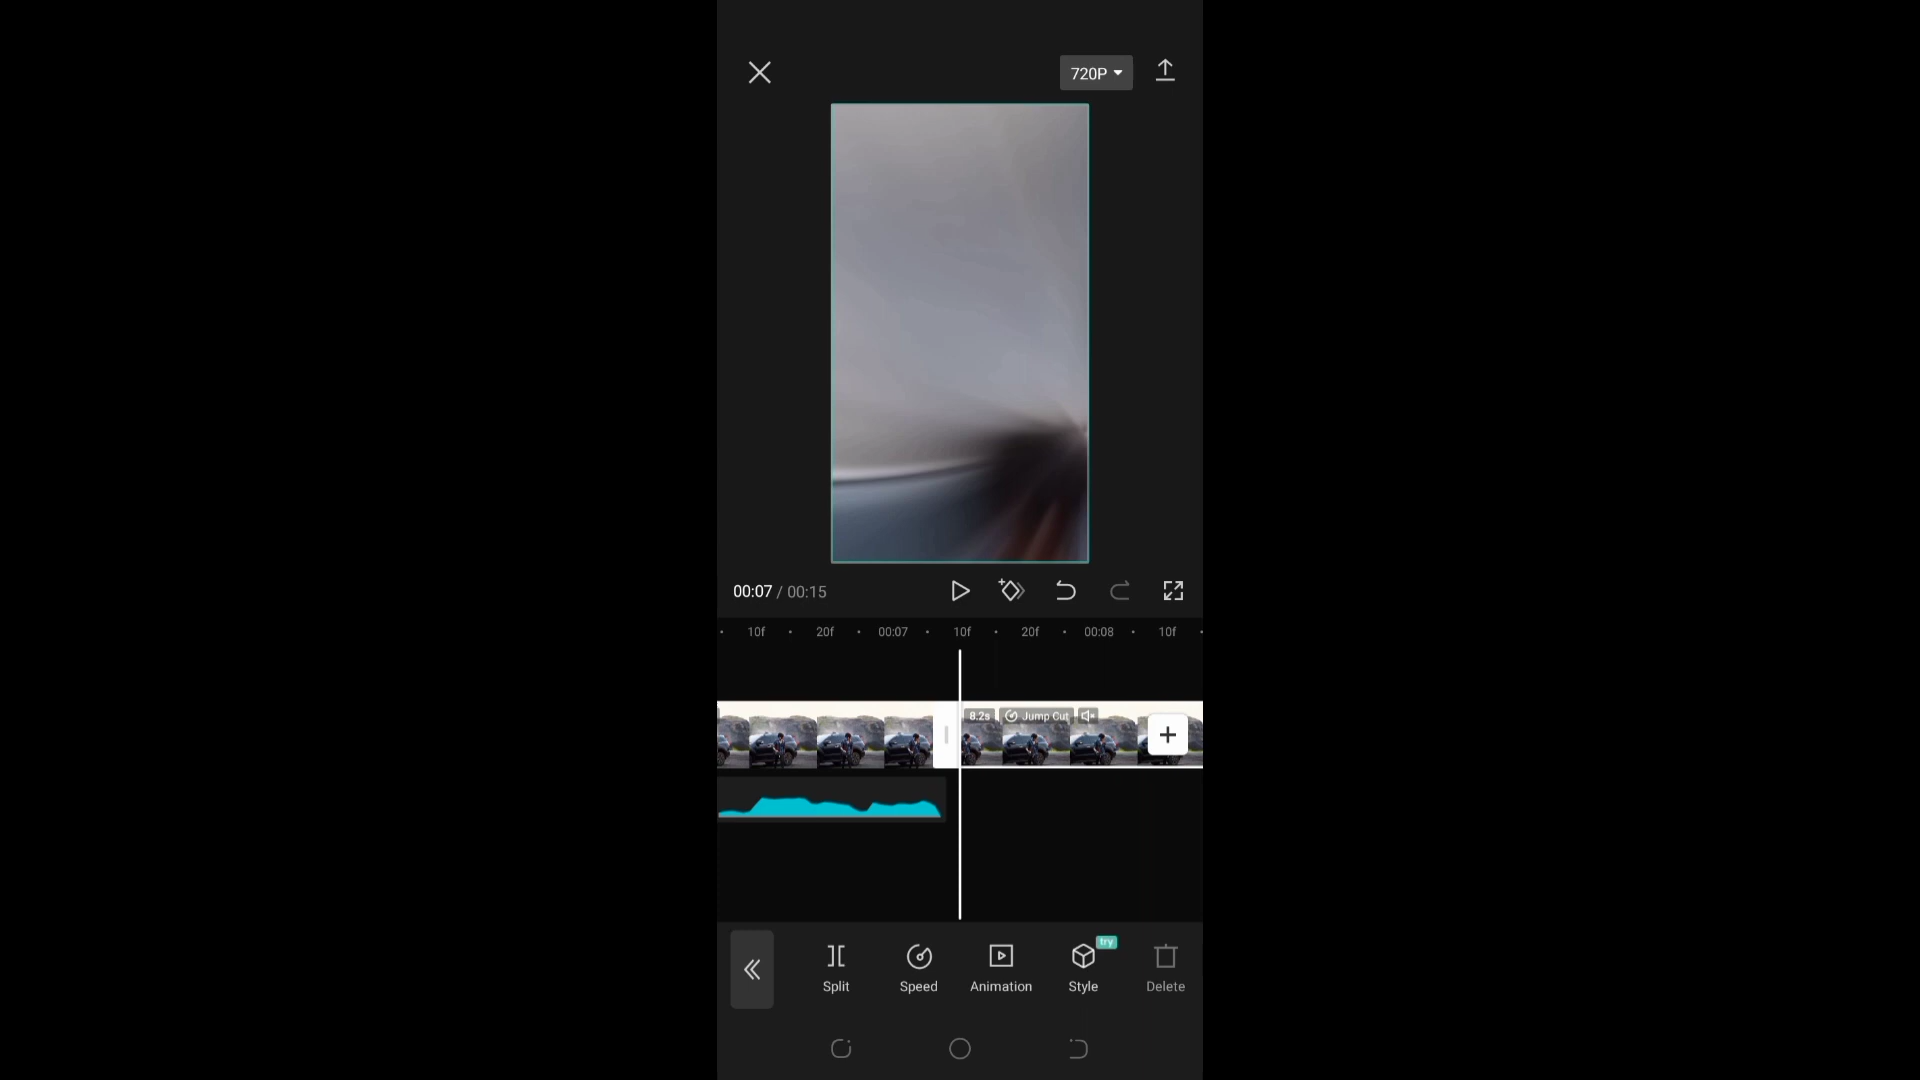 720P
00:07 / 00:15
10f 20f 00:07 10f 20f 00:08 10f
8.2s Jump Cut
try
Split Speed Animation Style Delete